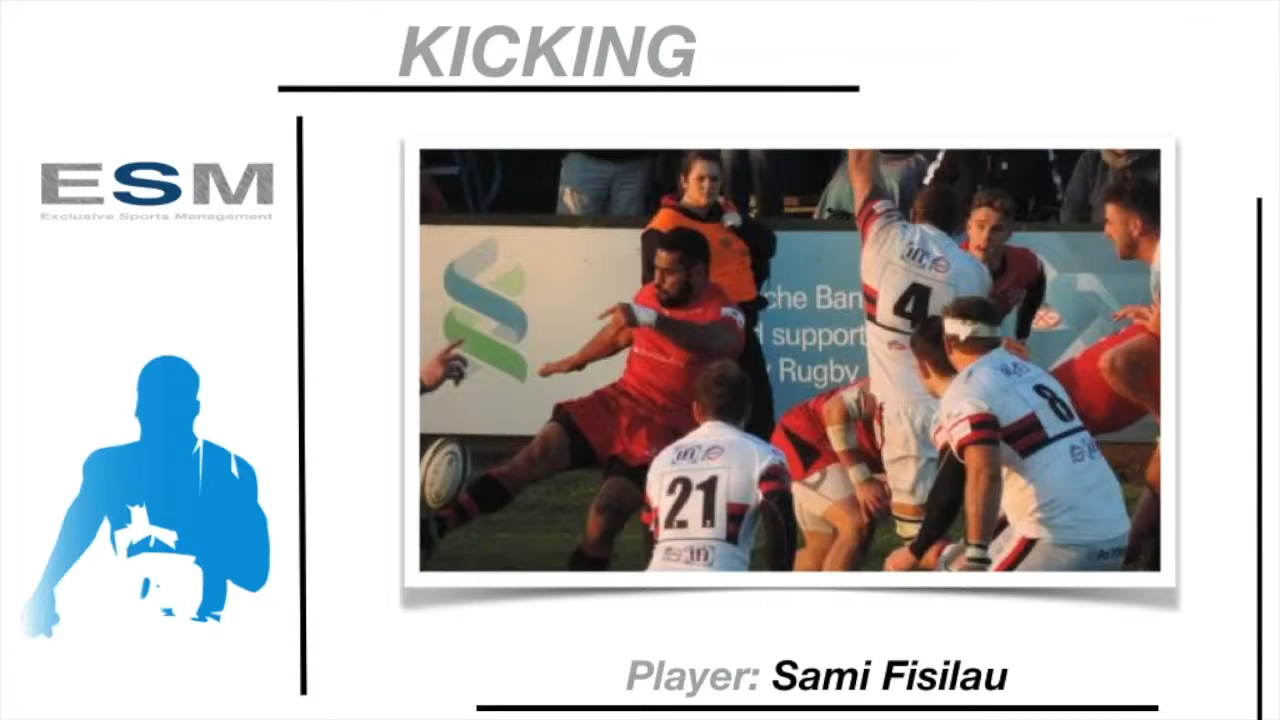 KICKING
ESM
Exclusive Sports Management
che Ban
support
Rugby
4
8
21
Player: Sami Fisilau